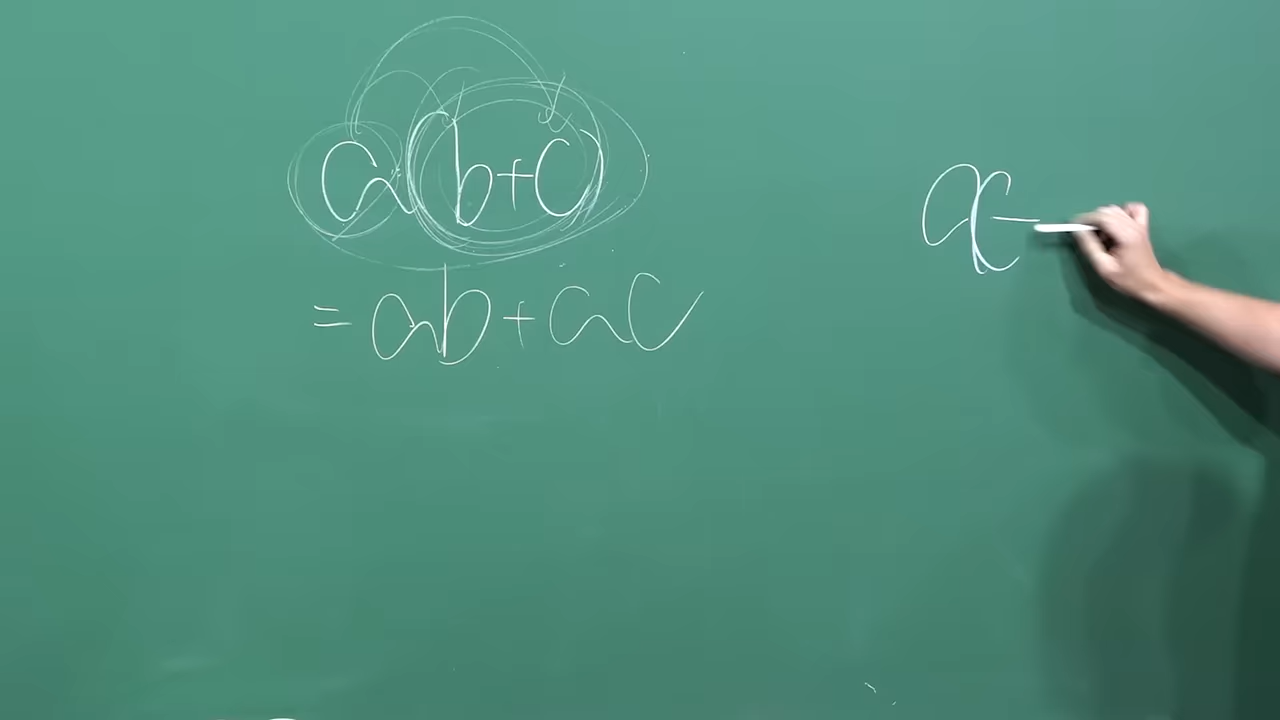 a(b+c)
=ab+ac
x-